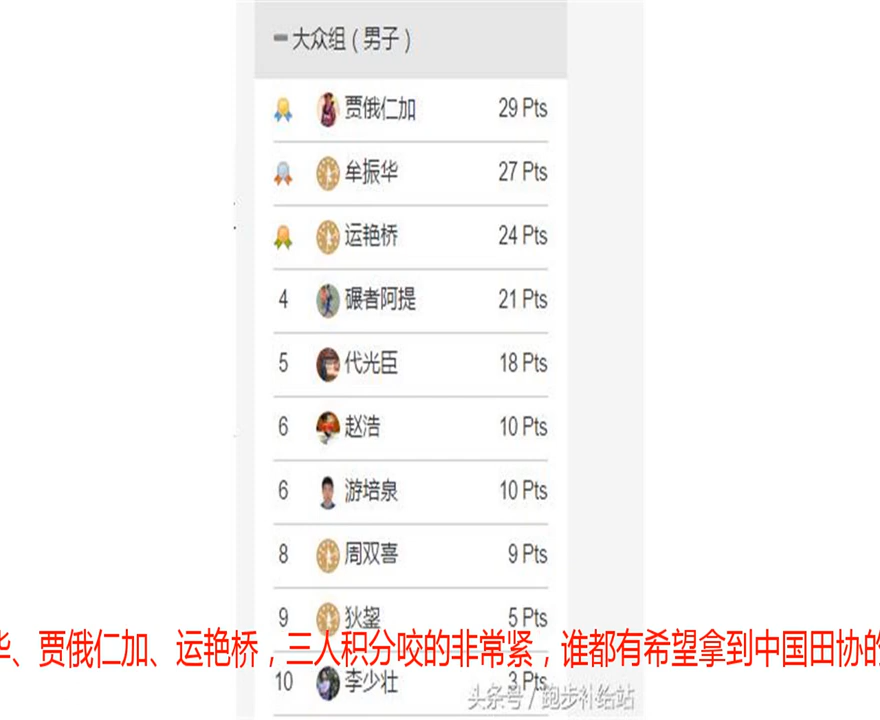 大众组（男子）
贾俄仁加 29 Pts
牟振华 27 Pts
运艳桥 24 Pts
4 碾者阿提 21 Pts
5 代光臣 18 Pts
6 赵浩 10 Pts
6 游培泉 10 Pts
8 周双喜 9 Pts
9 狄鋆 5 Pts
华、贾俄仁加、运艳桥，三人积分咬的非常紧，谁都有希望拿到中国田协的
10 李少壮 3 Pts
头条号 / 跑步补给站